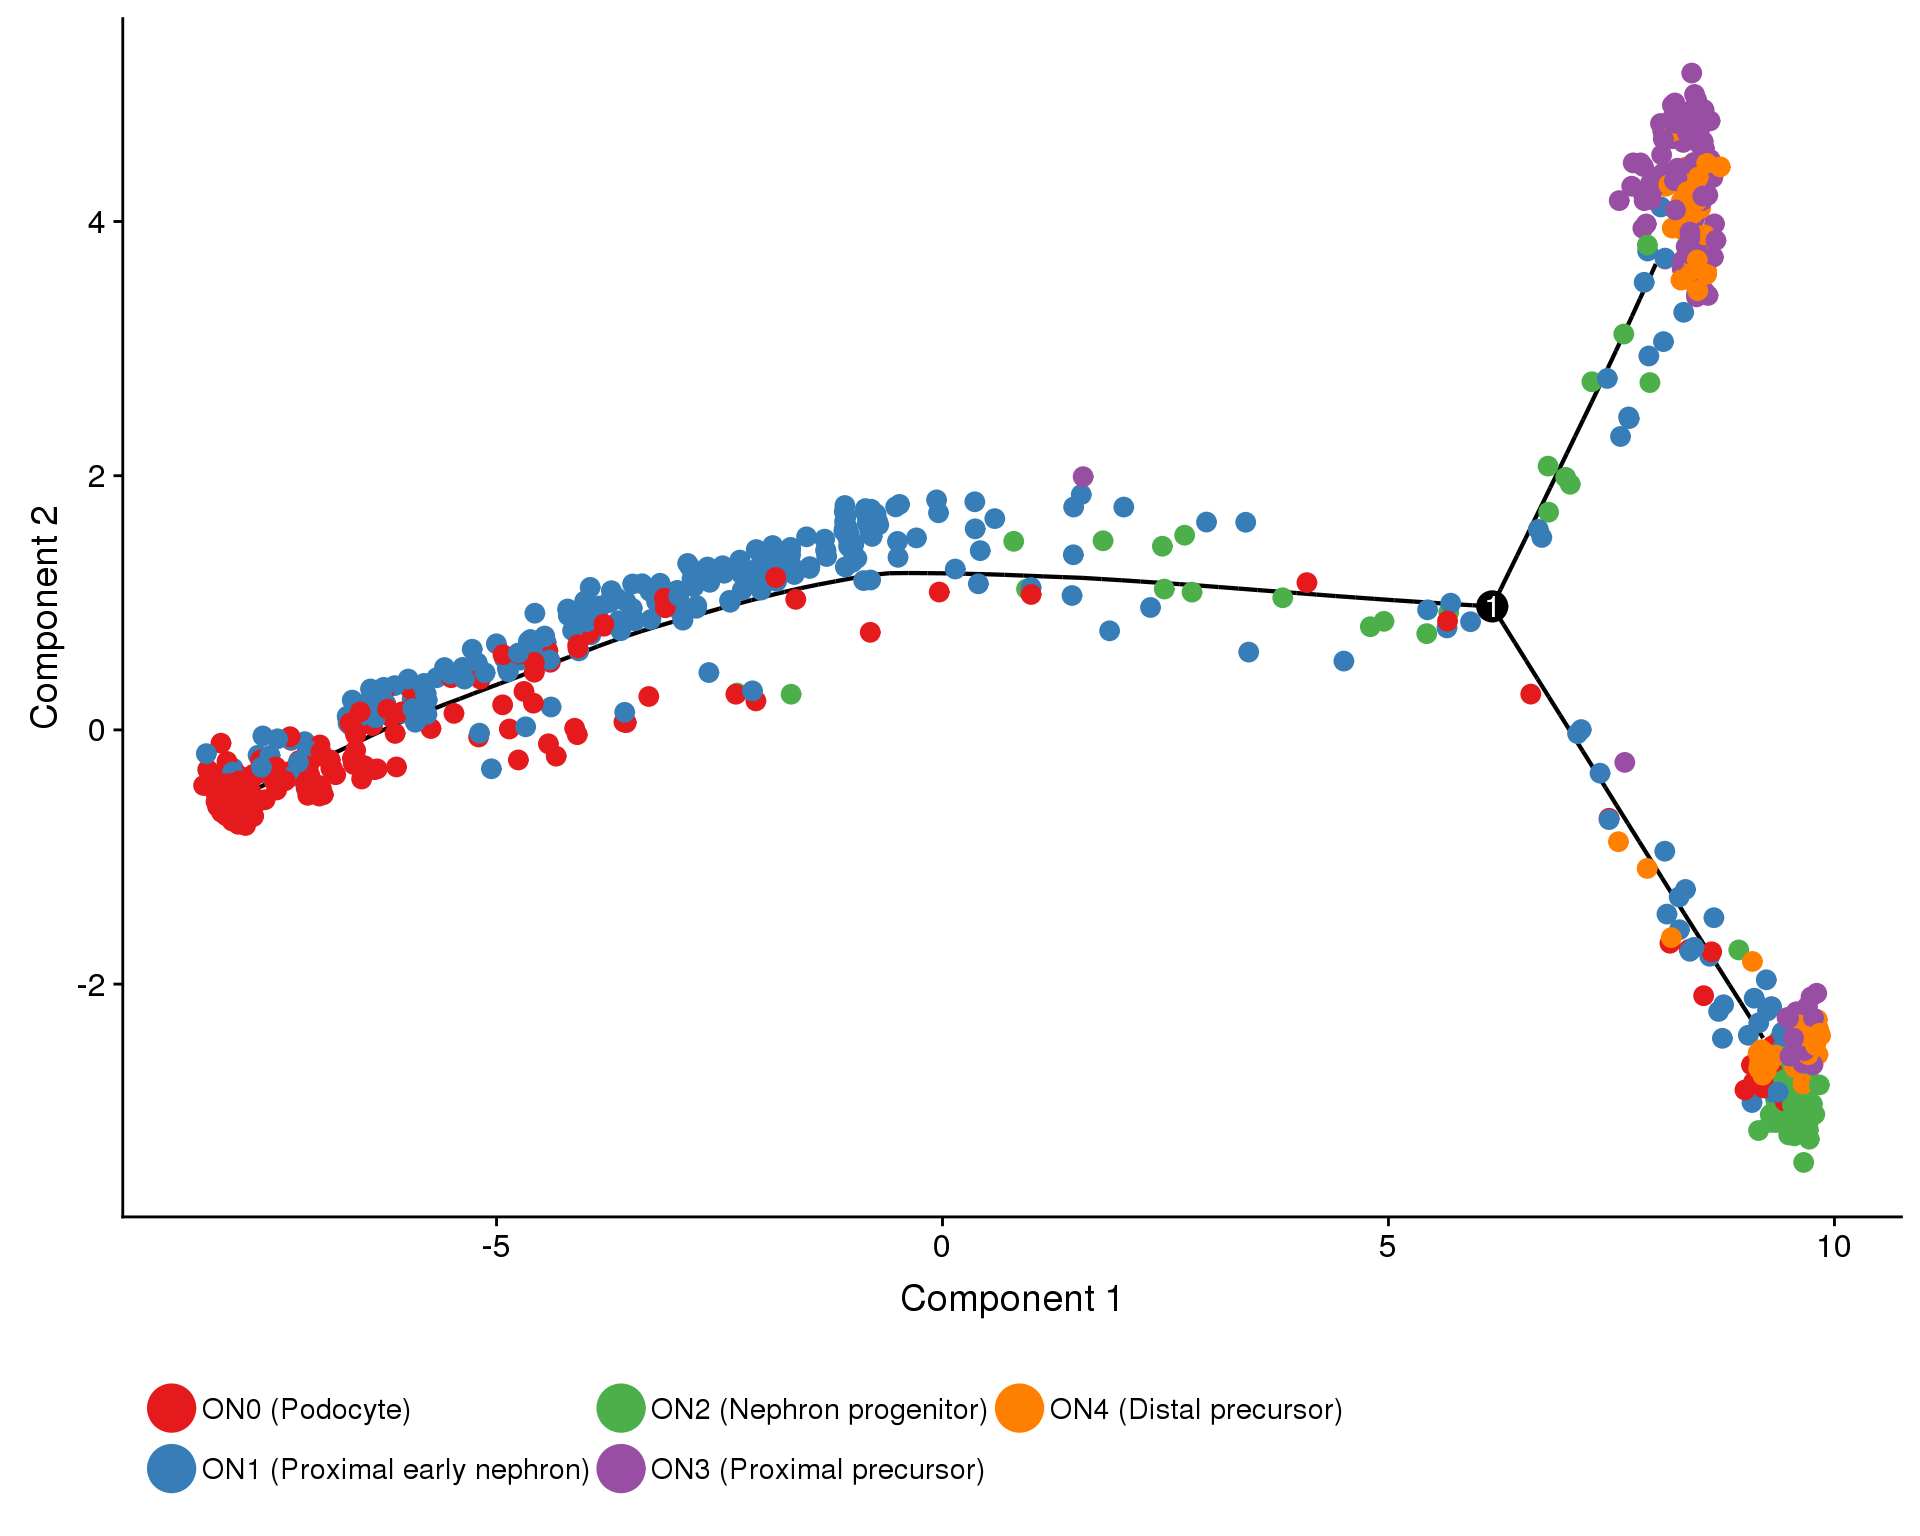 4
2
0
-2
Component 2
1
-5 0 5 10
Component 1
ON0 (Podocyte) ON2 (Nephron progenitor) ON4 (Distal precursor)
ON1 (Proximal early nephron) ON3 (Proximal precursor)